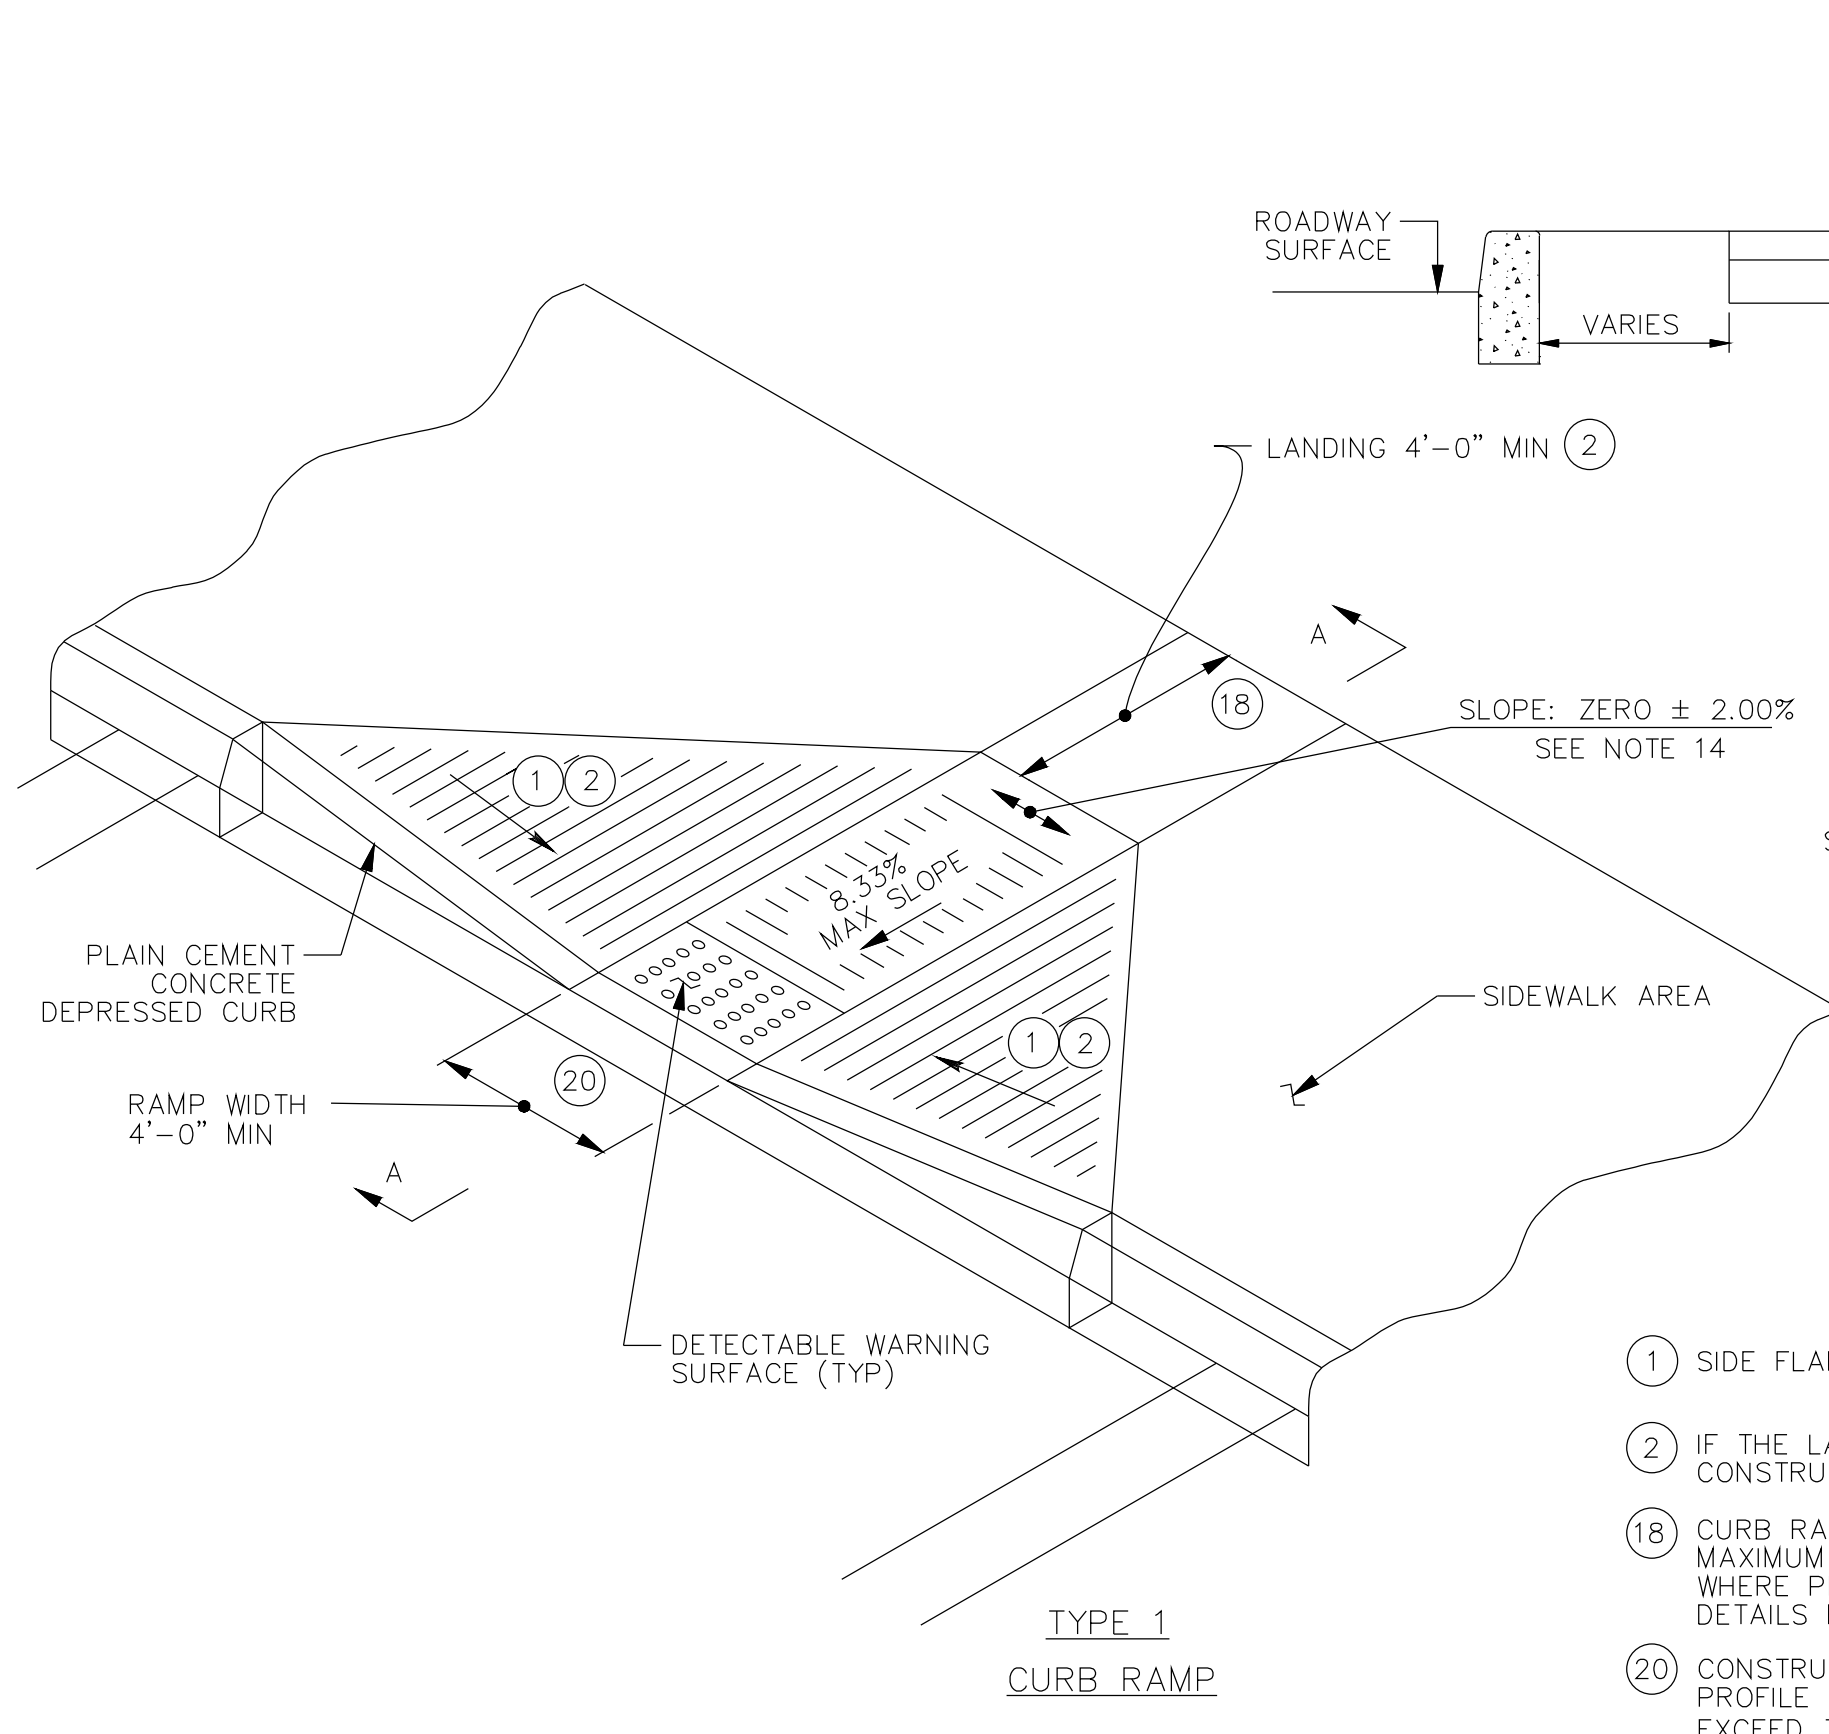 ROADWAY
SURFACE
VARIES
LANDING 4'-0" MIN 2
A
18
SLOPE: ZERO ± 2.00%
SEE NOTE 14
1 2
8.33%
MAX SLOPE
PLAIN CEMENT
CONCRETE
DEPRESSED CURB
SIDEWALK AREA
1 2
20
RAMP WIDTH
4'-0" MIN
A
DETECTABLE WARNING
SURFACE (TYP)
1 SIDE
2 IF THE
18 CURB
MAXIMUM
WHERE
DETAILS
20
PROFILE
EXCEED
TYPE 1
CURB RAMP